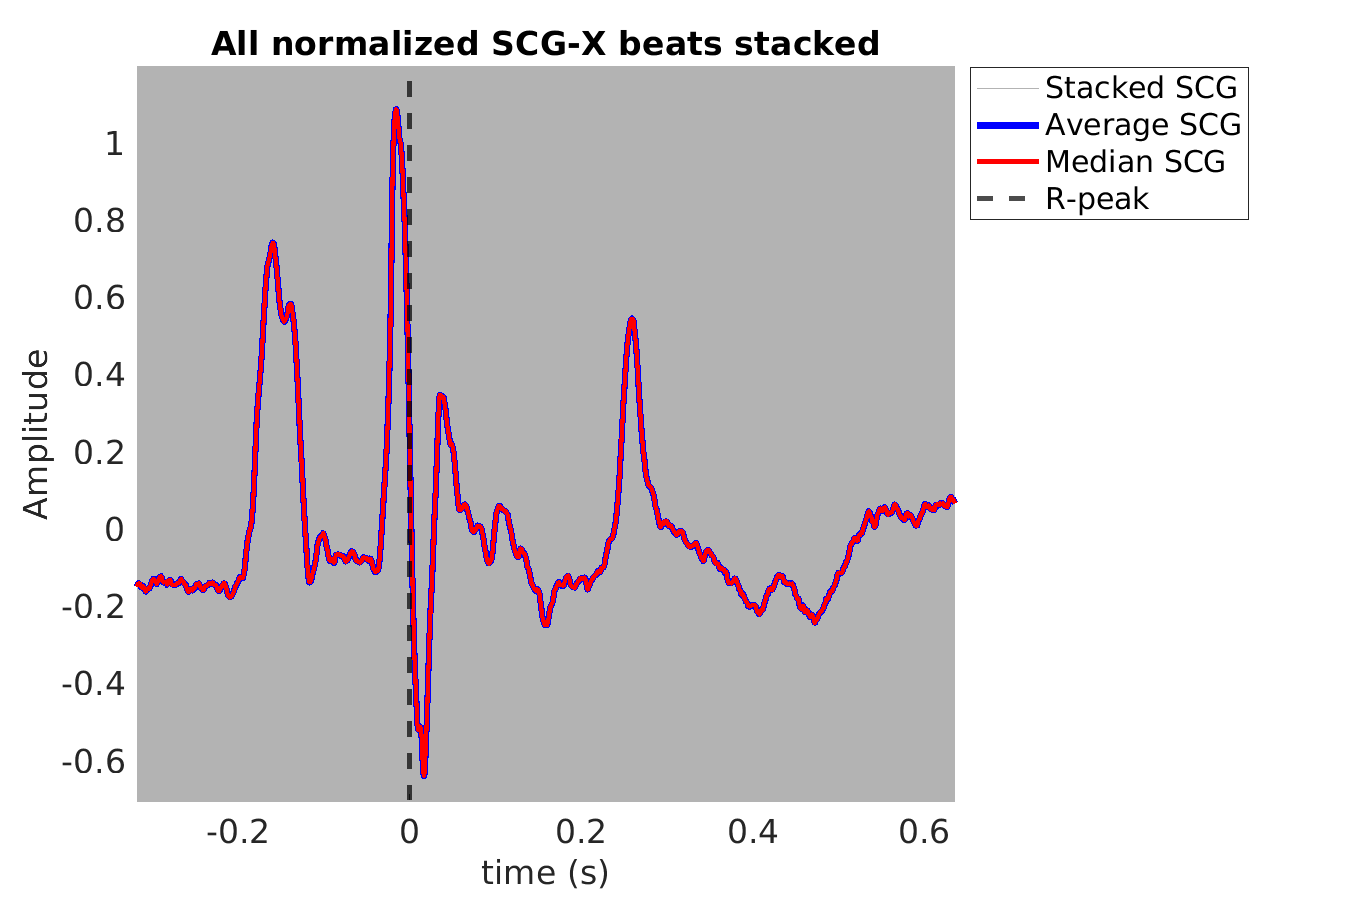 All normalized SCG-X beats stacked
Stacked SCG
Average SCG
Median SCG
R-peak
Amplitude
1
0.8
0.6
0.4
0.2
0
-0.2
-0.4
-0.6
-0.2 0 0.2 0.4 0.6
time (s)